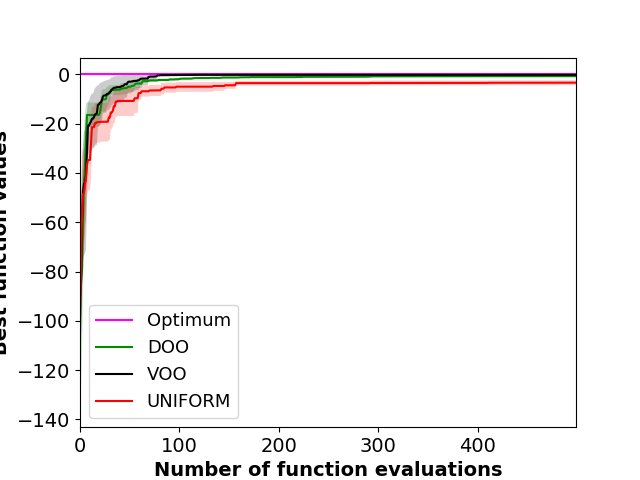 0
−20
−40
−60
−80
−100
−120
−140
Best function values
Optimum
DOO
VOO
UNIFORM
0 100 200 300 400
Number of function evaluations